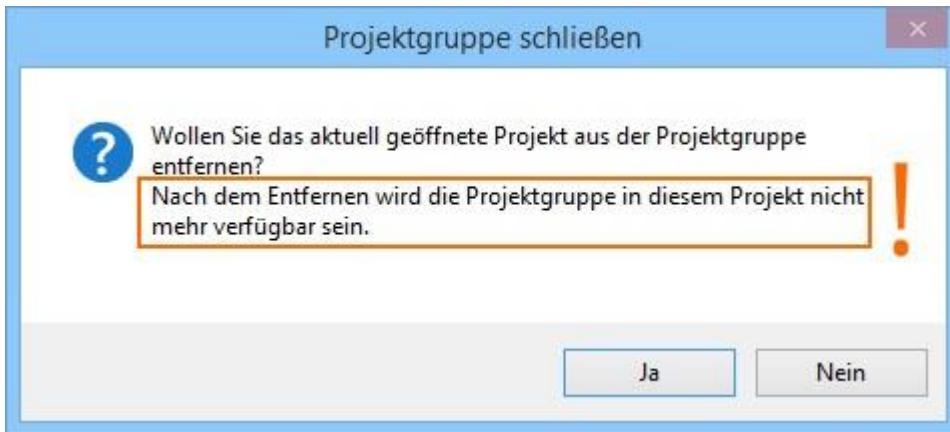 Projektgruppe schließen
Wollen Sie das aktuell geöffnete Projekt aus der Projektgruppe
entfernen?
Nach dem Entfernen wird die Projektgruppe in diesem Projekt nicht
mehr verfügbar sein.
!
Ja
Nein